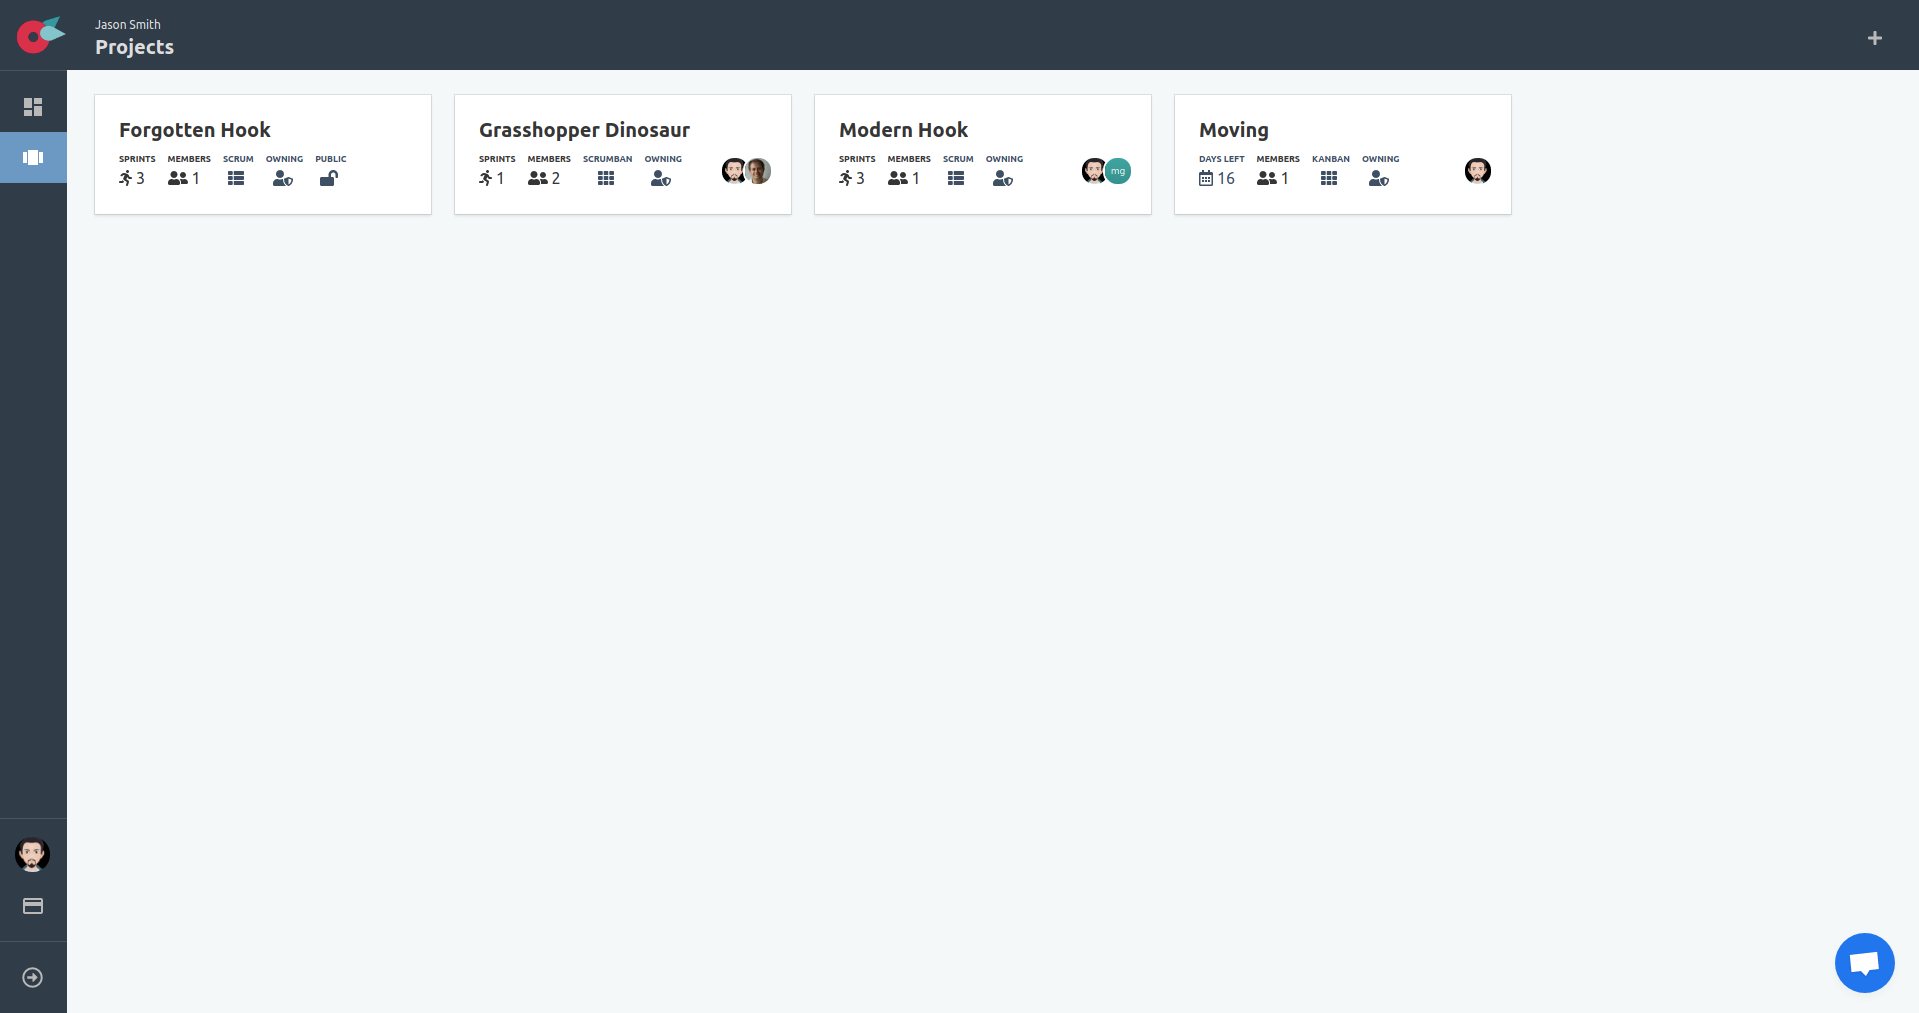 Jason Smith
Projects
Forgotten Hook
SPRINTS MEMBERS SCRUM OWNING PUBLIC
3 1
Grasshopper Dinosaur
SPRINTS MEMBERS SCRUMBAN OWNING
1 2
Modern Hook
SPRINTS MEMBERS SCRUM OWNING
3 1
mg
Moving
DAYS LEFT MEMBERS KANBAN OWNING
16 1